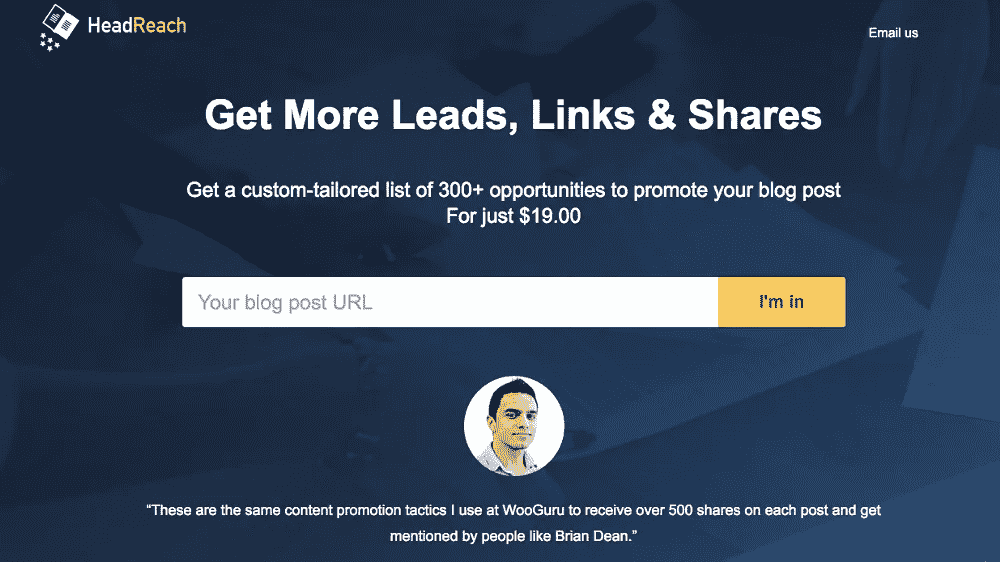 HeadReach
Email us
Get More Leads, Links & Shares
Get a custom-tailored list of 300+ opportunities to promote your blog post
For just $19.00
Your blog post URL
I'm in
“These are the same content promotion tactics I use at WooGuru to receive over 500 shares on each post and get
mentioned by people like Brian Dean.”